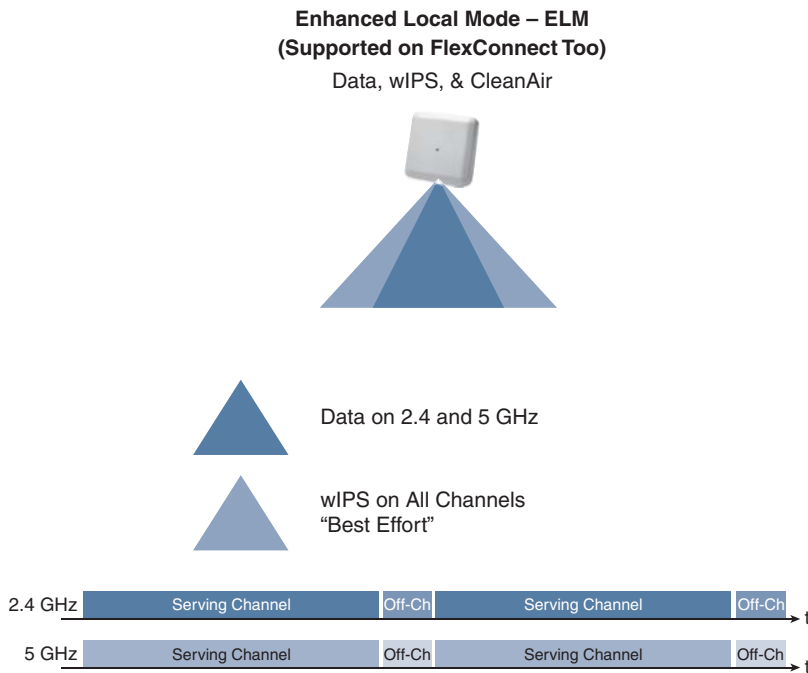 Enhanced Local Mode – ELM
(Supported on FlexConnect Too)
Data, wIPS, & CleanAir
Data on 2.4 and 5 GHz
wIPS on All Channels
“Best Effort”
2.4 GHz Serving Channel Off-Ch Serving Channel Off-Ch t
5 GHz Serving Channel Off-Ch Serving Channel Off-Ch t